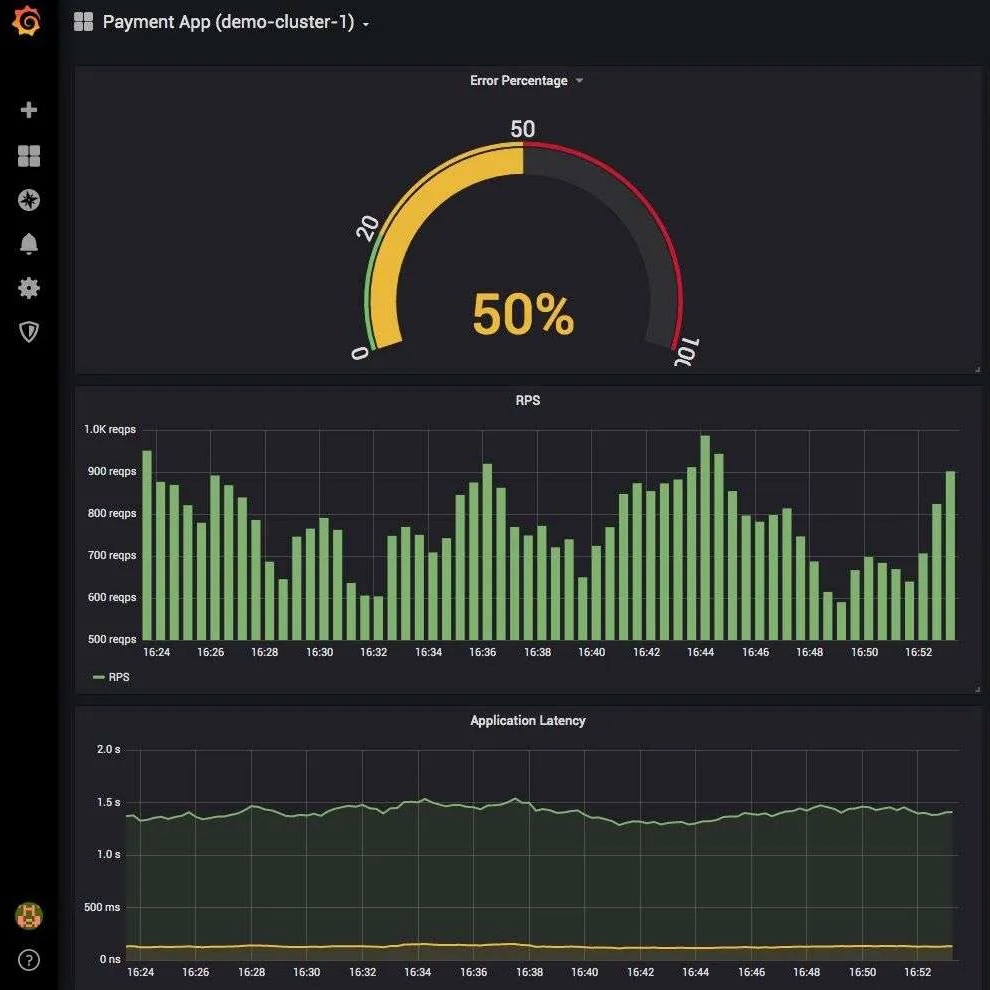 Payment App (demo-cluster-1)
Error Percentage
50
20
0
100
50%
RPS
1.0K reqps
900 reqps
800 reqps
700 reqps
600 reqps
500 reqps
16:24 16:26 16:28 16:30 16:32 16:34 16:36 16:38 16:40 16:42 16:44 16:46 16:48 16:50 16:52
RPS
Application Latency
2.0 s
1.5 s
1.0 s
500 ms
0 ns
16:24 16:26 16:28 16:30 16:32 16:34 16:36 16:38 16:40 16:42 16:44 16:46 16:48 16:50 16:52
?